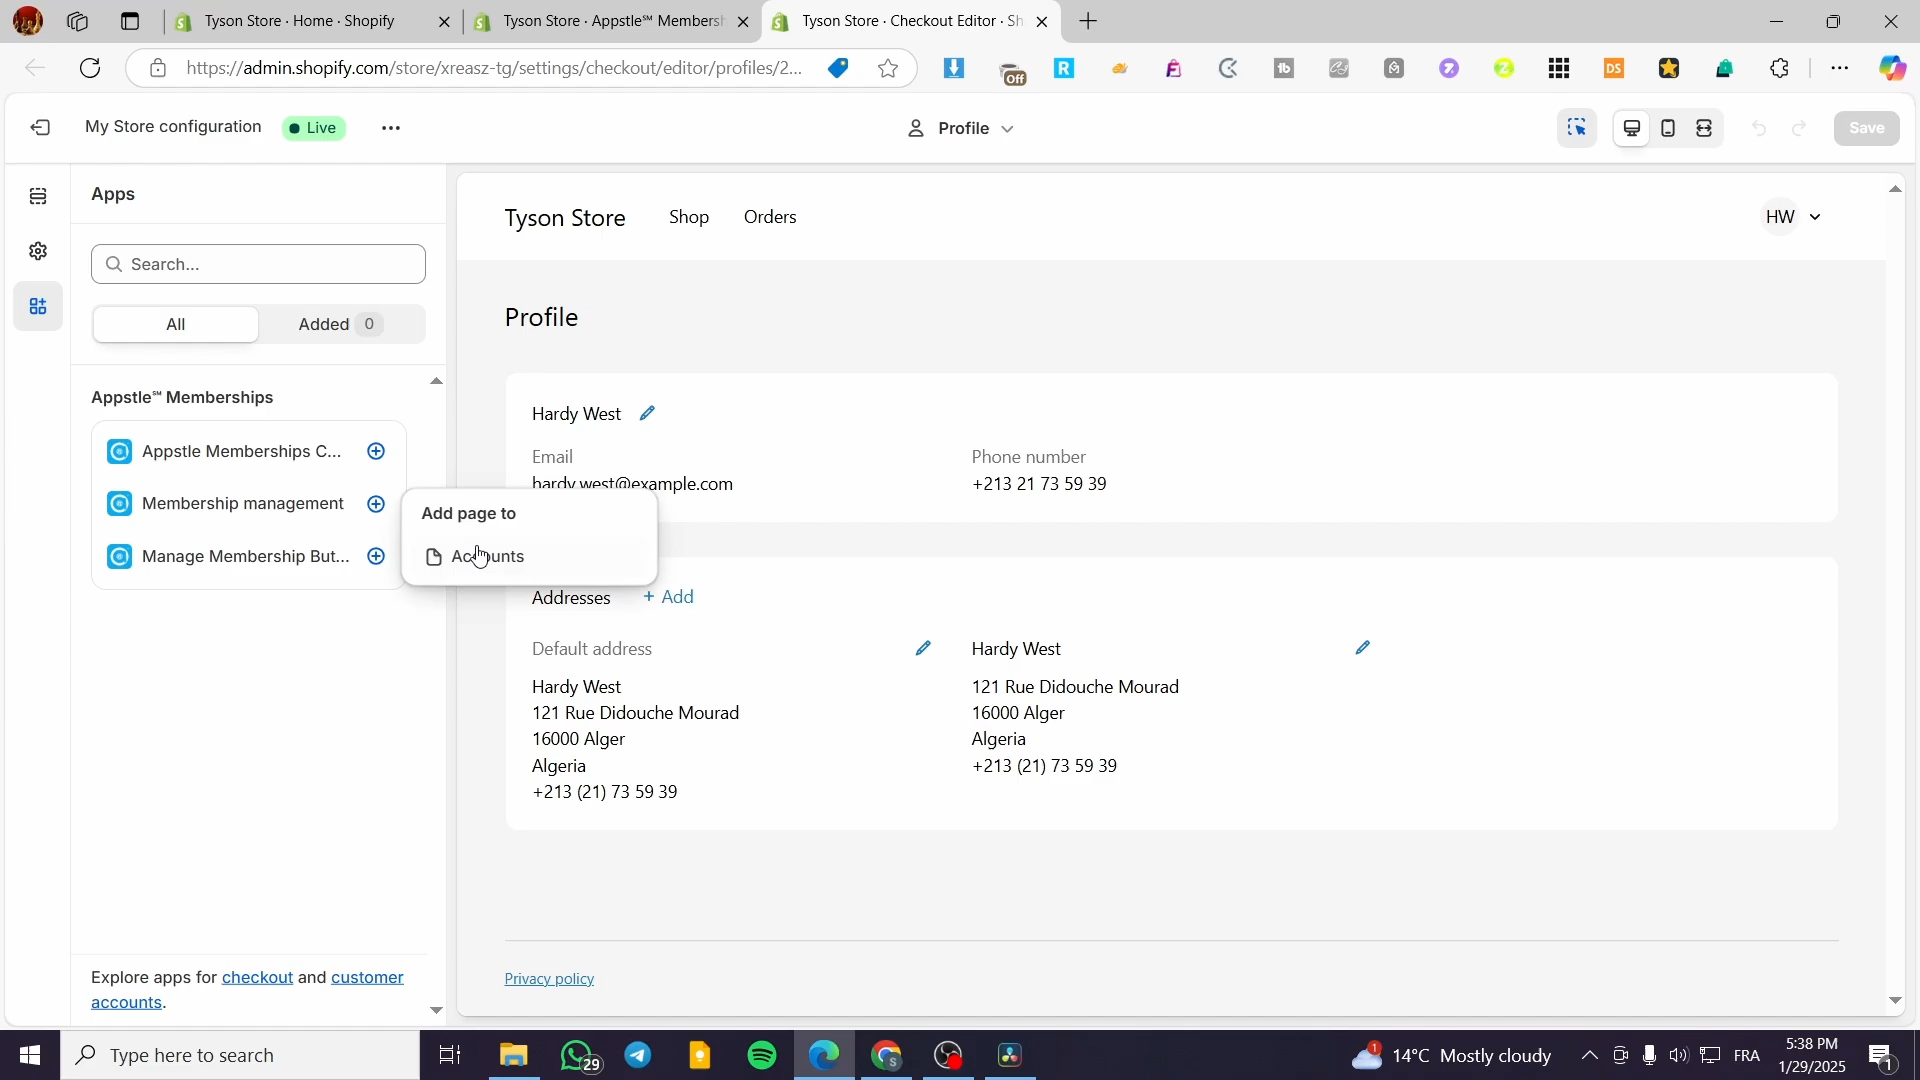 Tyson Store · Home · Shopify
Tyson Store · Appstle℠ Membersh
Tyson Store · Checkout Editor · Sh
https://admin.shopify.com/store/xreasz-tg/settings/checkout/editor/profiles/2...
Off
DS
My Store configuration
Live
Profile
Save
Apps
Search...
All
Added 0
Appstle℠ Memberships
Appstle Memberships C...
Membership management
Manage Membership But...
Add page to
Accounts
Explore apps for checkout and customer
accounts.
Tyson Store
Shop
Orders
HW
Profile
Hardy West
Email
hardy.west@example.com
Phone number
+213 21 73 59 39
Addresses
+ Add
Default address
Hardy West
121 Rue Didouche Mourad
16000 Alger
Algeria
+213 (21) 73 59 39
Hardy West
121 Rue Didouche Mourad
16000 Alger
Algeria
+213 (21) 73 59 39
Privacy policy
Type here to search
29
1
14°C Mostly cloudy
FRA
5:38 PM
1/29/2025
1